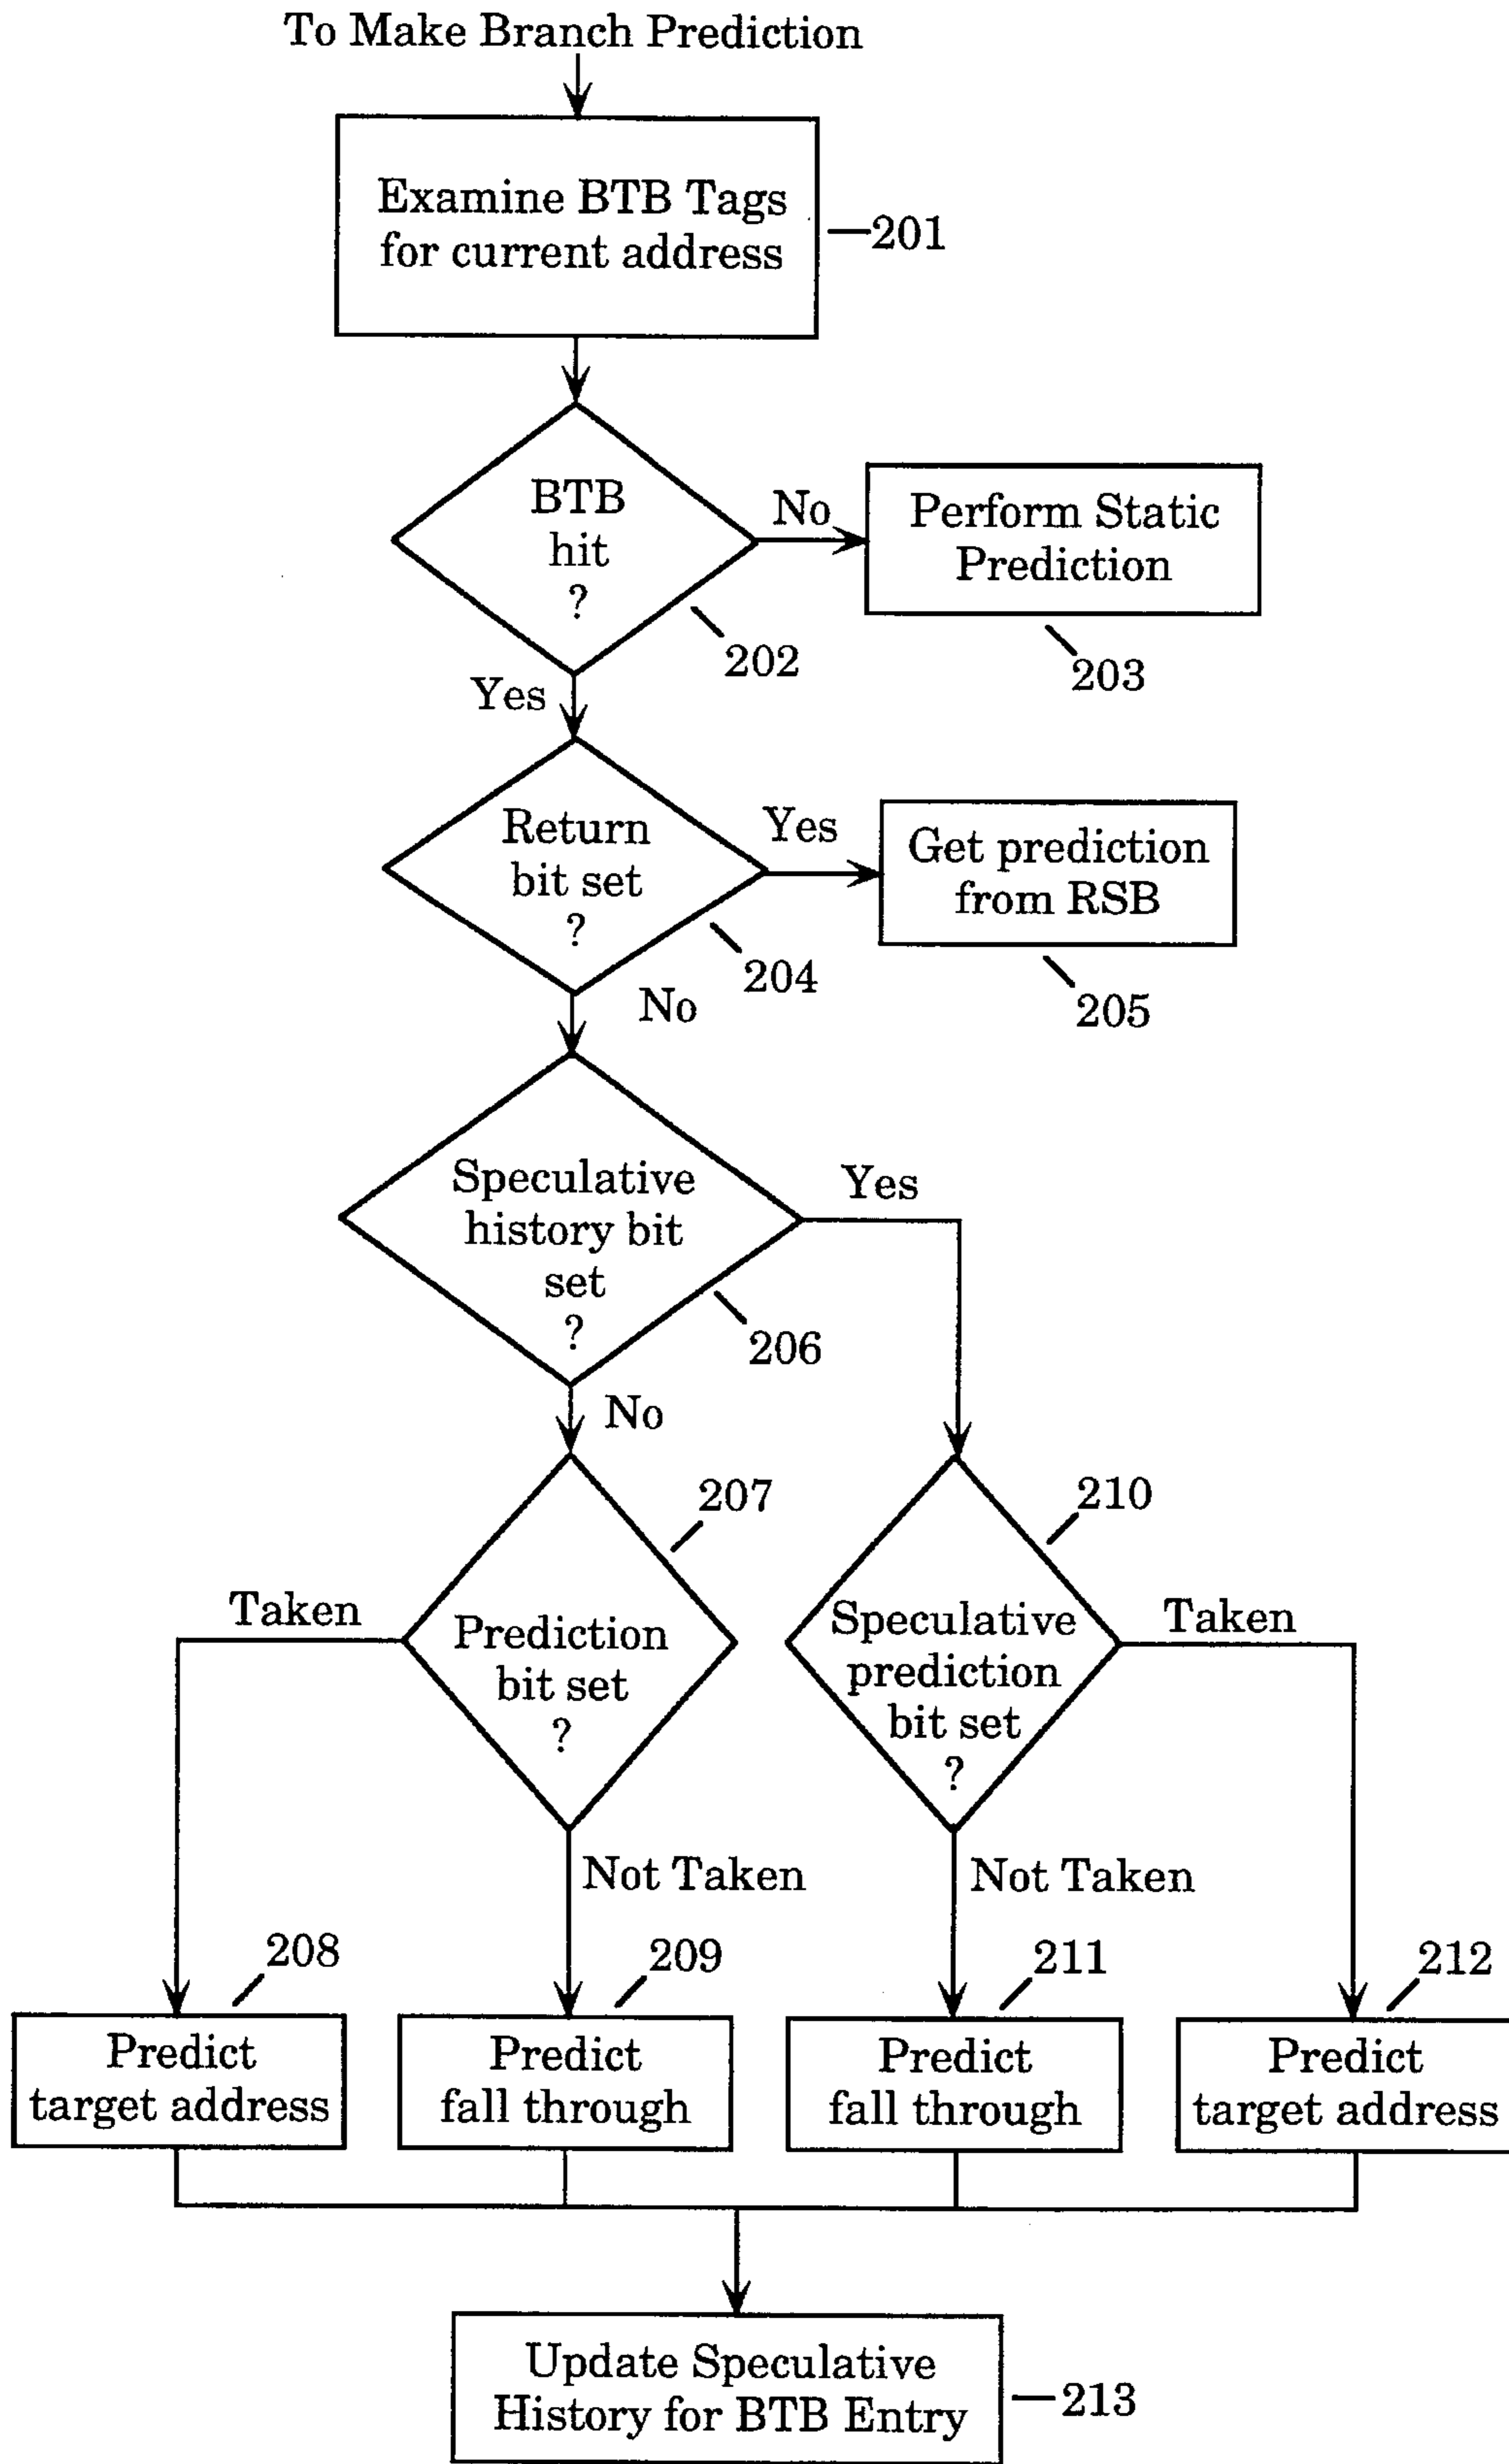 To Make Branch Prediction
Examine BTB Tags
for current address
201
BTB
hit
?
No
Perform Static
Prediction
202
203
Yes
Return
bit set
?
Yes
Get prediction
from RSB
204
205
No
Speculative
history bit
set
?
Yes
206
No
207
210
Taken
Prediction
bit set
?
Speculative
prediction
bit set
?
Taken
Not Taken
Not Taken
208
209
211
212
Predict
target address
Predict
fall through
Predict
fall through
Predict
target address
Update Speculative
History for BTB Entry
213